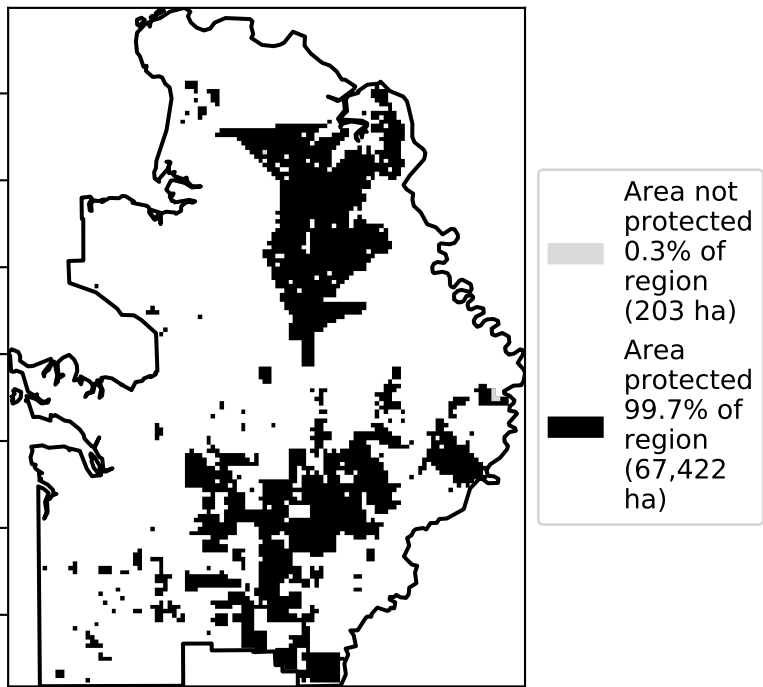 Area not
protected
0.3% of
region
(203 ha)
Area
protected
99.7% of
region
(67,422
ha)